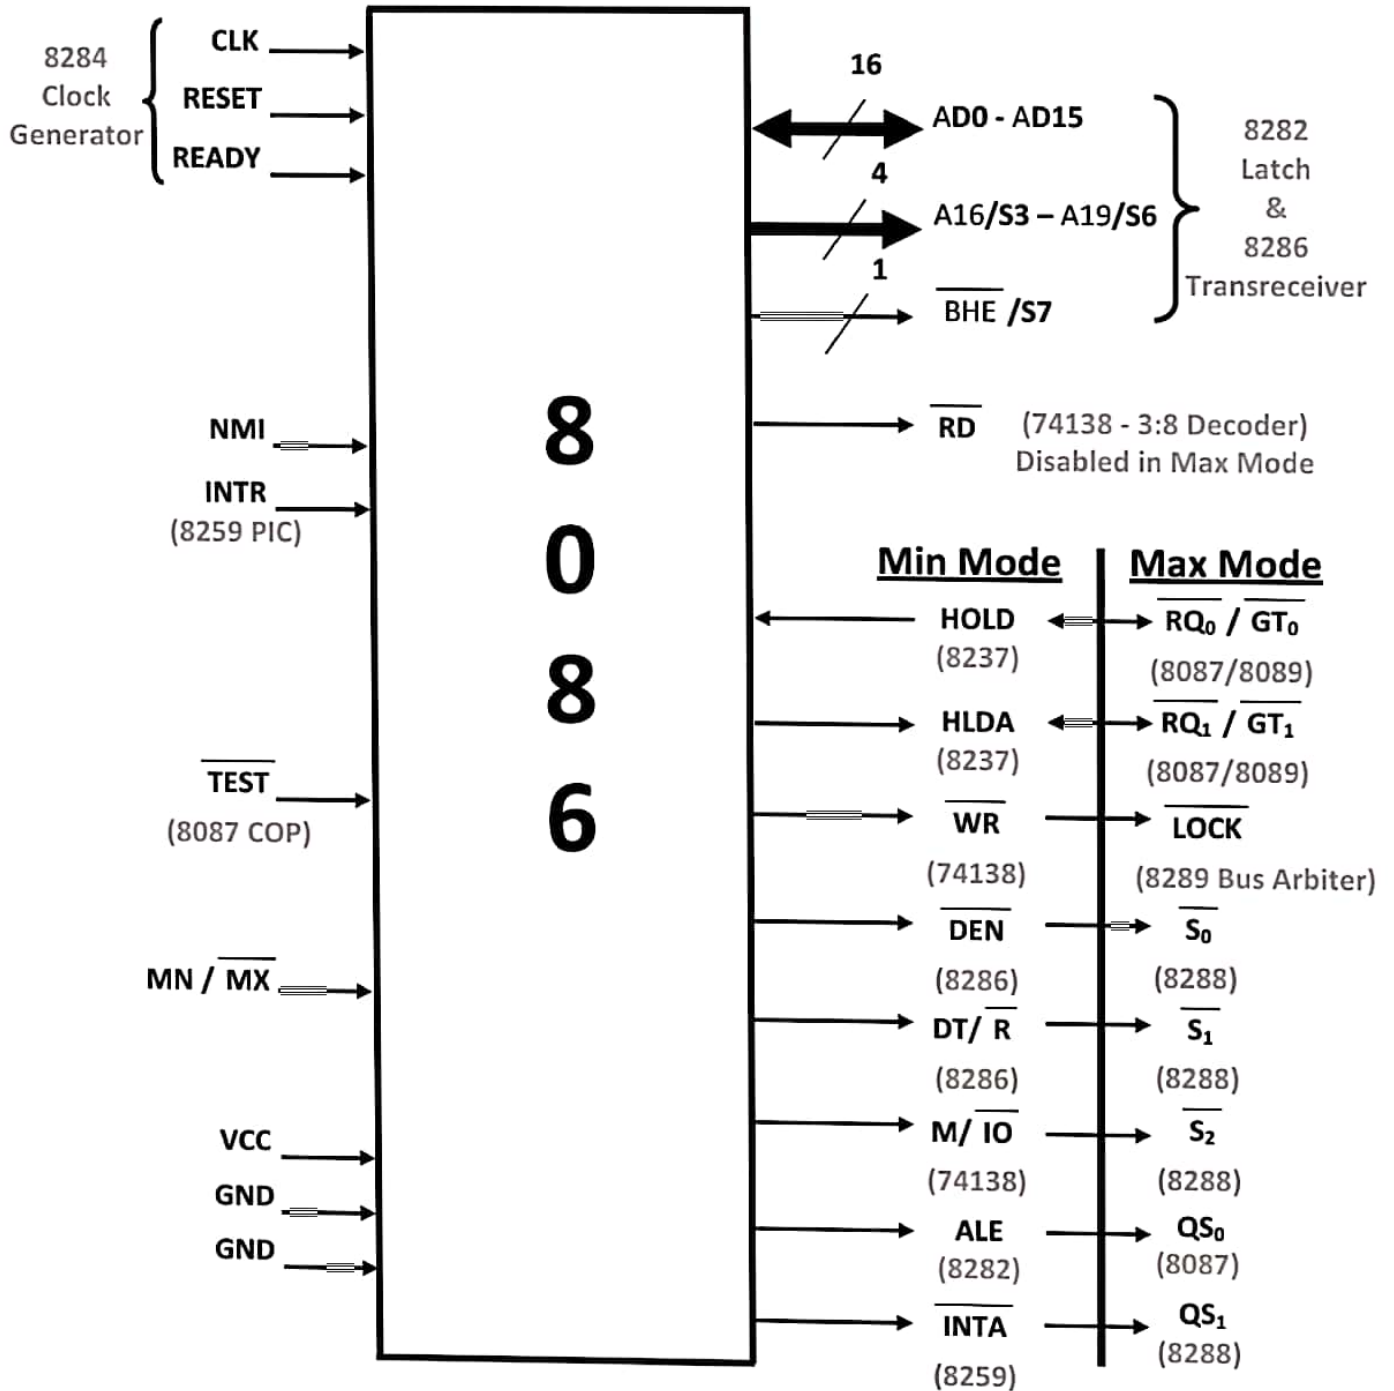 8284
Clock
Generator
CLK
RESET
READY
NMI
INTR
(8259 PIC)
TEST
(8087 COP)
MN / MX
VCC
GND
GND
8
0
8
6
16
AD0 - AD15
4
A16/S3 – A19/S6
1
BHE /S7
8282
Latch
&
8286
Transreceiver
RD (74138 - 3:8 Decoder)
Disabled in Max Mode
Min Mode Max Mode
HOLD RQ₀ / GT₀
(8237) (8087/8089)
HLDA RQ₁ / GT₁
(8237) (8087/8089)
WR LOCK
(74138) (8289 Bus Arbiter)
DEN S₀
(8286) (8288)
DT/ R S₁
(8286) (8288)
M/ IO S₂
(74138) (8288)
ALE QS₀
(8282) (8087)
INTA QS₁
(8259) (8288)